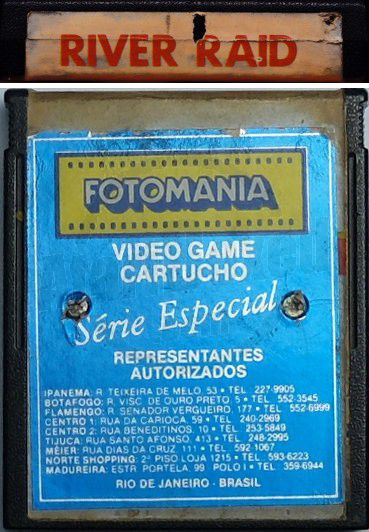 RIVER RAID
FOTOMANIA
VIDEO GAME
CARTUCHO
Série Especial
REPRESENTANTES
AUTORIZADOS
IPANEMA: R. TEIXEIRA DE MELO, 53 • TEL. 227-9905
BOTAFOGO: R. VISC. DE OURO PRETO, 5 • TEL. 552-3545
FLAMENGO: R. SENADOR VERGUEIRO, 177 • TEL. 552-6999
CENTRO 1: RUA DA CARIOCA, 59 • TEL. 240-2969
CENTRO 2: RUA BENEDITINOS, 10 • TEL. 253-5849
TIJUCA: RUA SANTO AFONSO, 413 • TEL. 248-2995
MÉIER: RUA DIAS DA CRUZ, 111 • TEL. 592-1067
NORTE SHOPPING: 2º PISO LOJA 1215 • TEL. 593-6223
MADUREIRA: ESTR. PORTELA, 99 POLO I • TEL. 359-6944
RIO DE JANEIRO - BRASIL